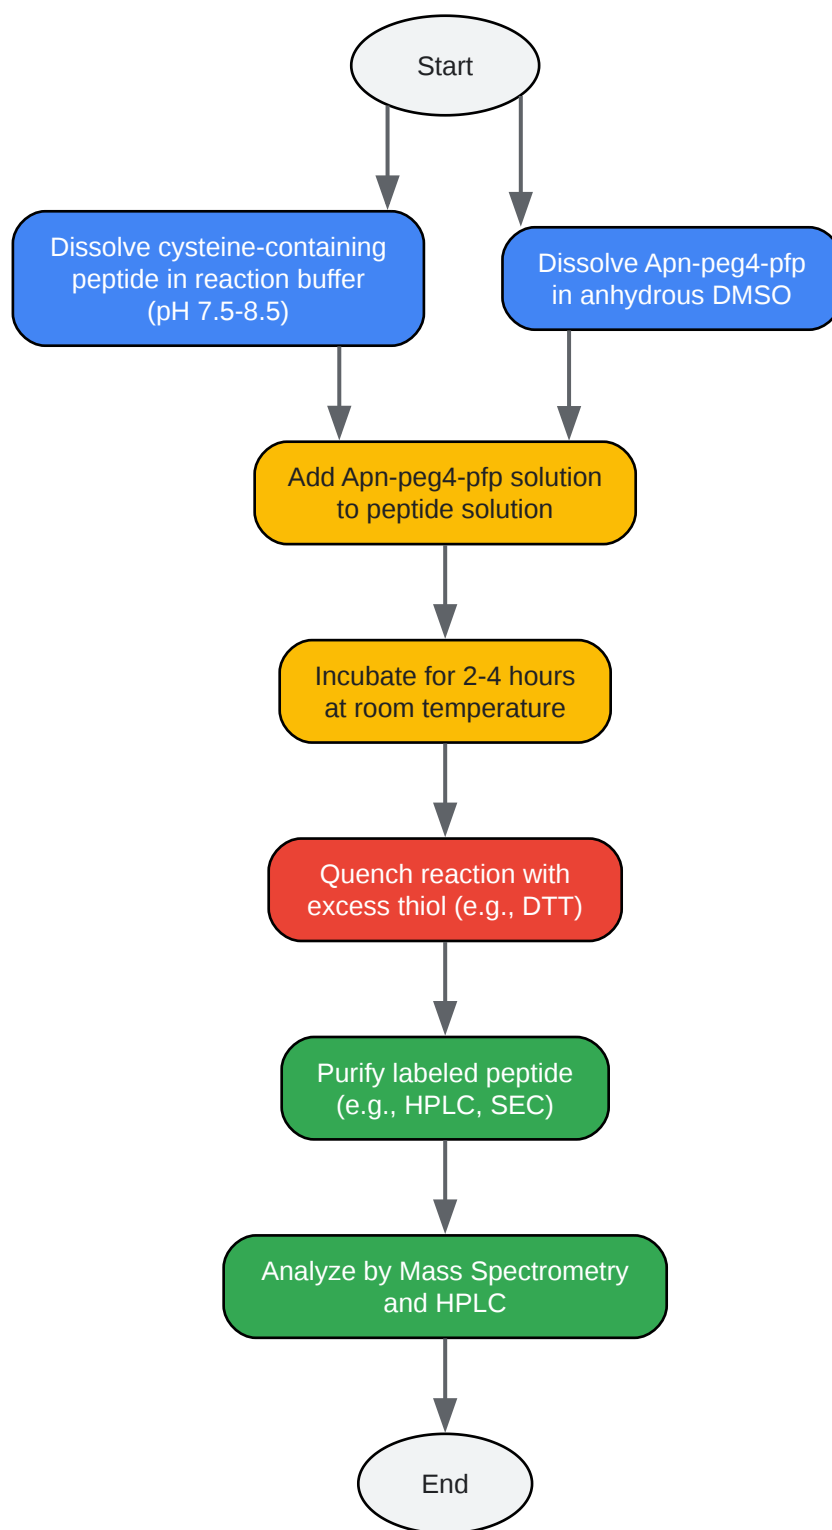 Start
Dissolve cysteine-containing
peptide in reaction buffer
(pH 7.5-8.5)
Dissolve Apn-peg4-pfp
in anhydrous DMSO
Add Apn-peg4-pfp solution
to peptide solution
Incubate for 2-4 hours
at room temperature
Quench reaction with
excess thiol (e.g., DTT)
Purify labeled peptide
(e.g., HPLC, SEC)
Analyze by Mass Spectrometry
and HPLC
End